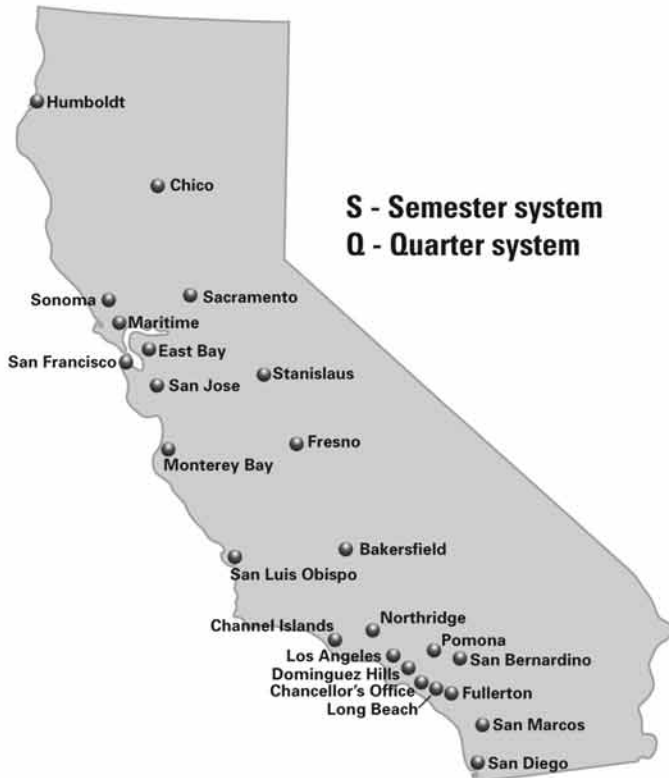 Humboldt
Chico
S - Semester system
Q - Quarter system
Sonoma
Sacramento
Maritime
East Bay
San Francisco
San Jose
Stanislaus
Fresno
Monterey Bay
Bakersfield
San Luis Obispo
Channel Islands
Northridge
Pomona
Los Angeles
San Bernardino
Dominguez Hills
Chancellor's Office
Long Beach
Fullerton
San Marcos
San Diego